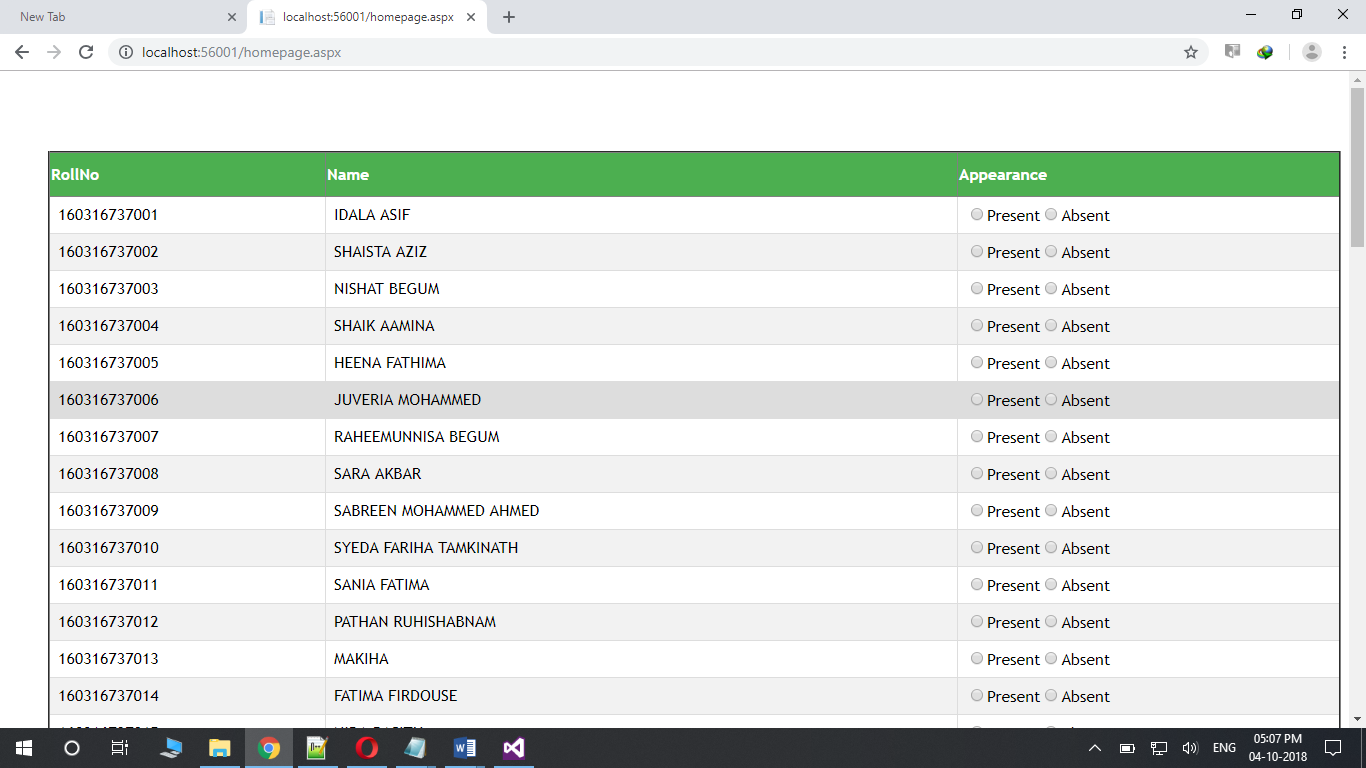 New Tab
localhost:56001/homepage.aspx
localhost:56001/homepage.aspx
RollNo Name Appearance
160316737001 IDALA ASIF Present Absent
160316737002 SHAISTA AZIZ Present Absent
160316737003 NISHAT BEGUM Present Absent
160316737004 SHAIK AAMINA Present Absent
160316737005 HEENA FATHIMA Present Absent
160316737006 JUVERIA MOHAMMED Present Absent
160316737007 RAHEEMUNNISA BEGUM Present Absent
160316737008 SARA AKBAR Present Absent
160316737009 SABREEN MOHAMMED AHMED Present Absent
160316737010 SYEDA FARIHA TAMKINATH Present Absent
160316737011 SANIA FATIMA Present Absent
160316737012 PATHAN RUHISHABNAM Present Absent
160316737013 MAKIHA Present Absent
160316737014 FATIMA FIRDOUSE Present Absent
ENG
05:07 PM
04-10-2018